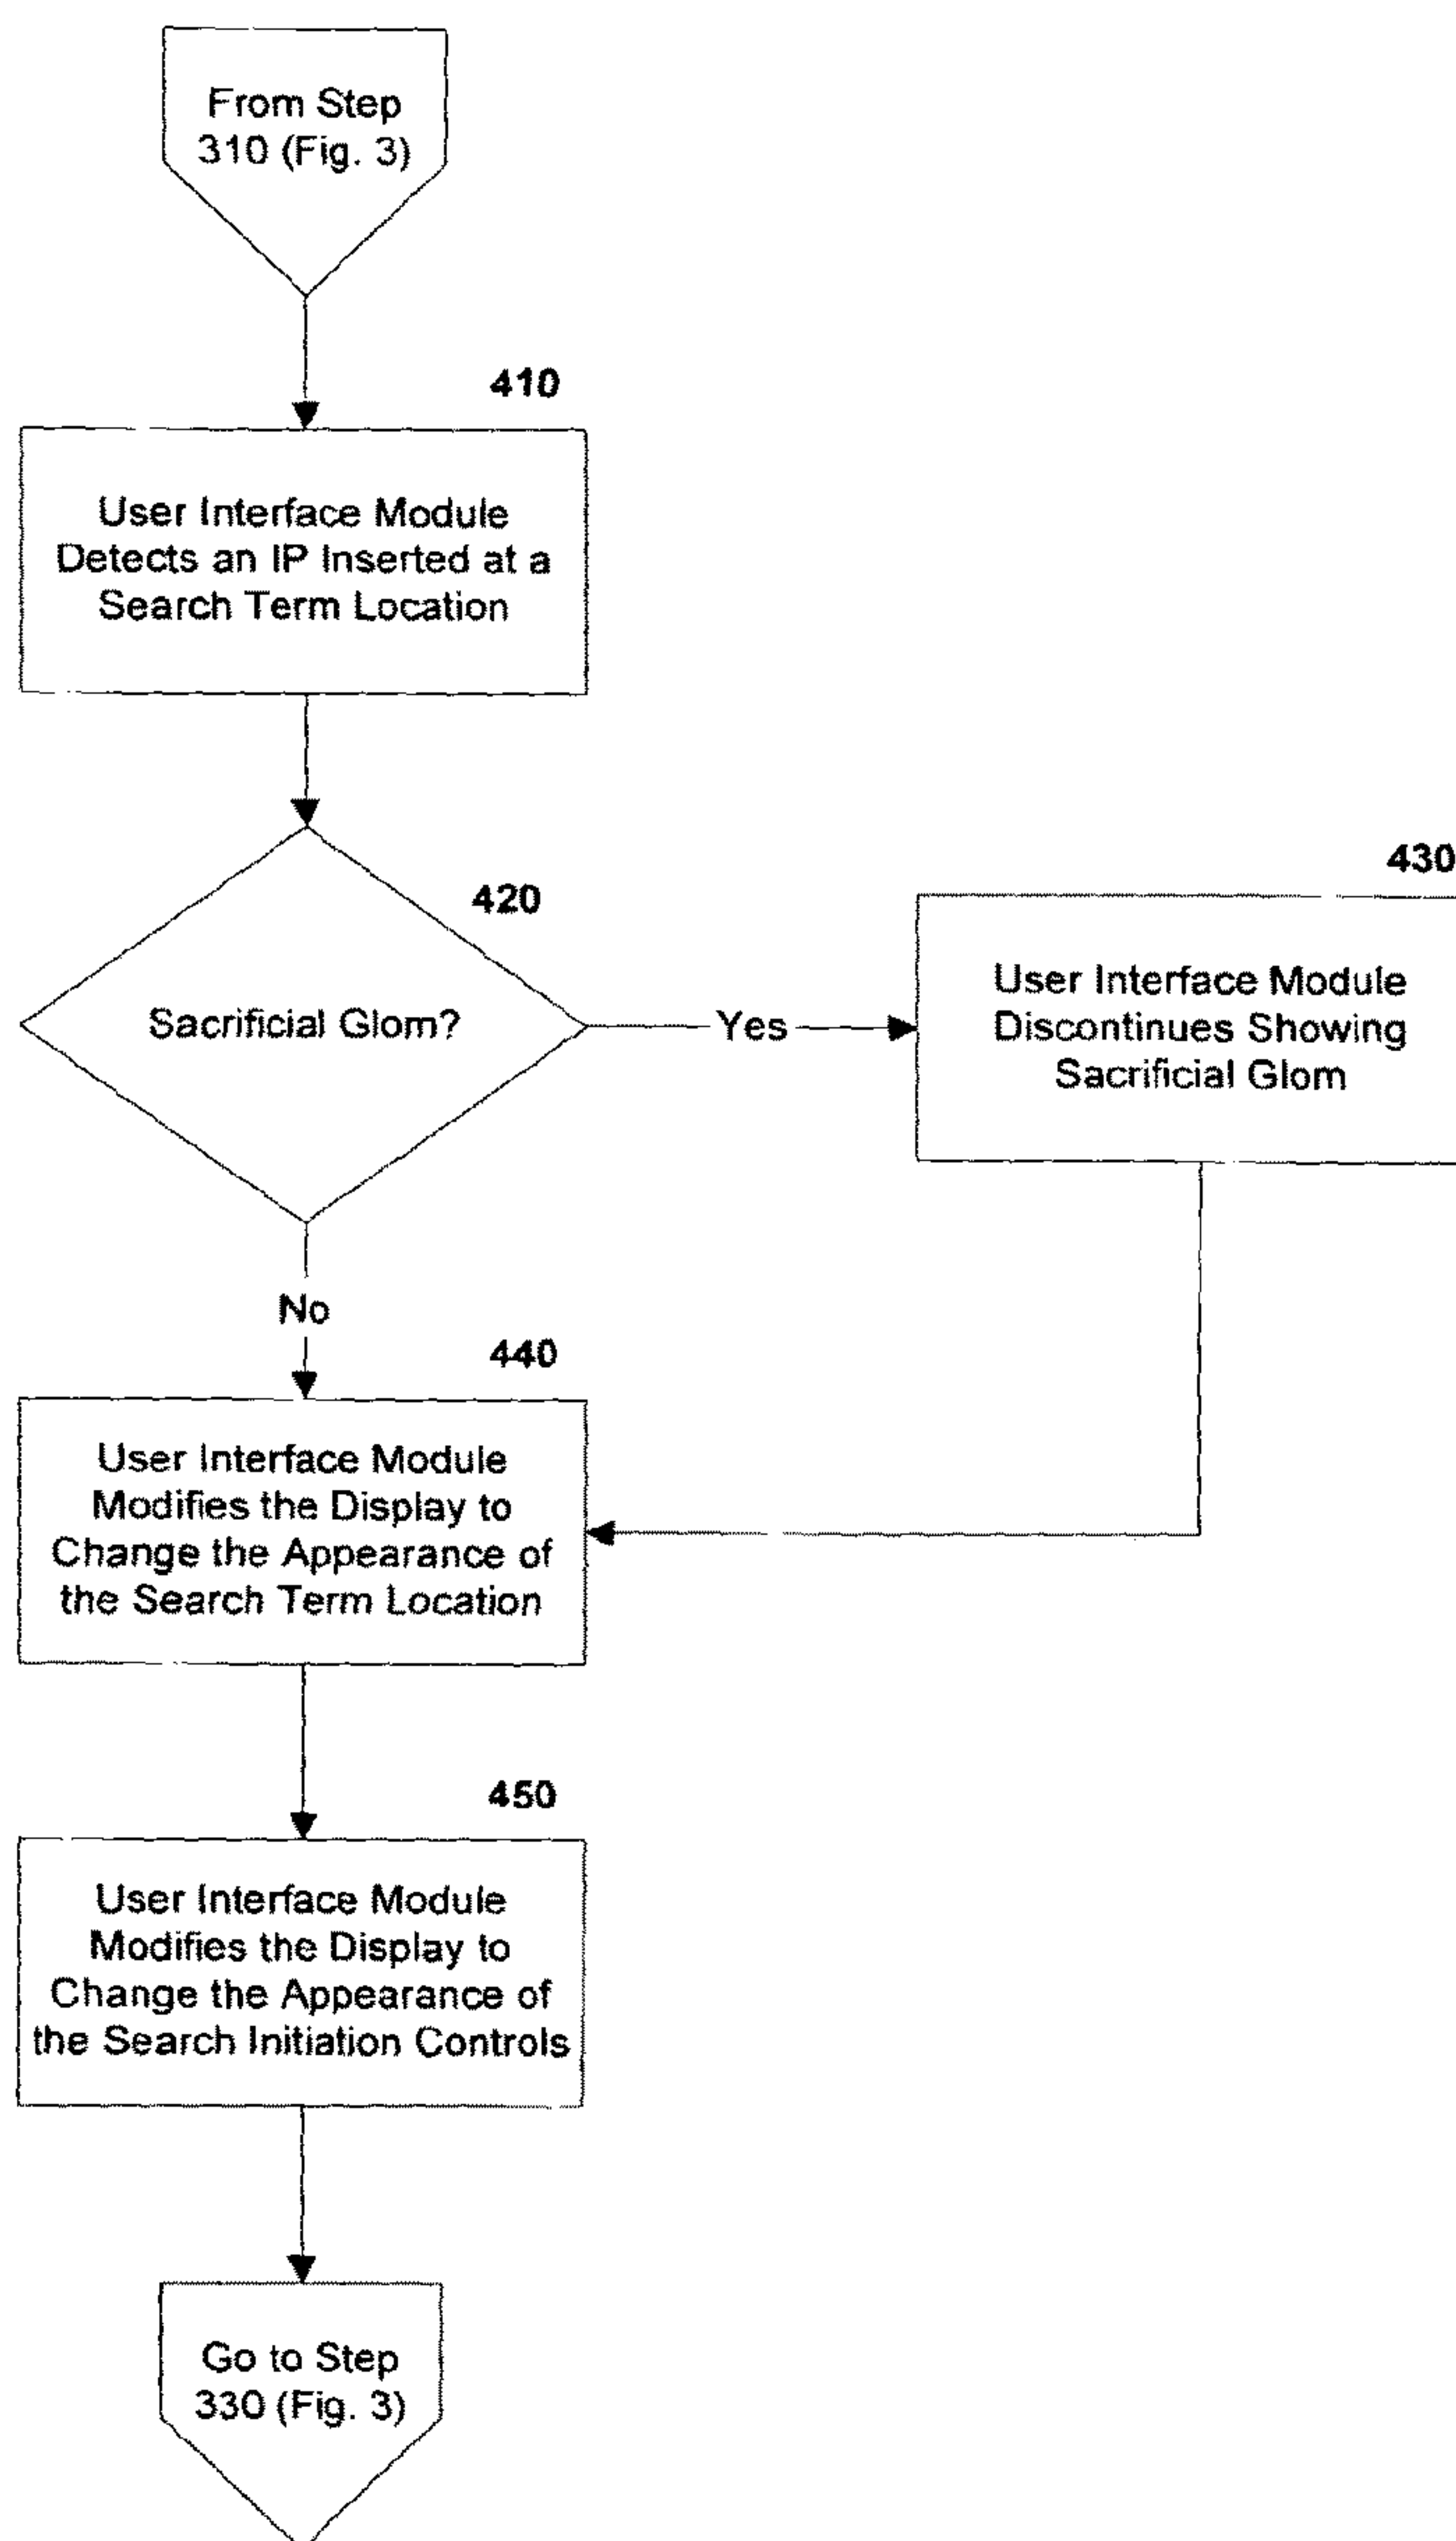 From Step
310 (Fig. 3)
410
User Interface Module
Detects an IP Inserted at a
Search Term Location
420
Sacrificial Glom?
Yes
430
User Interface Module
Discontinues Showing
Sacrificial Glom
No
440
User Interface Module
Modifies the Display to
Change the Appearance of
the Search Term Location
450
User Interface Module
Modifies the Display to
Change the Appearance of
the Search Initiation Controls
Go to Step
330 (Fig. 3)